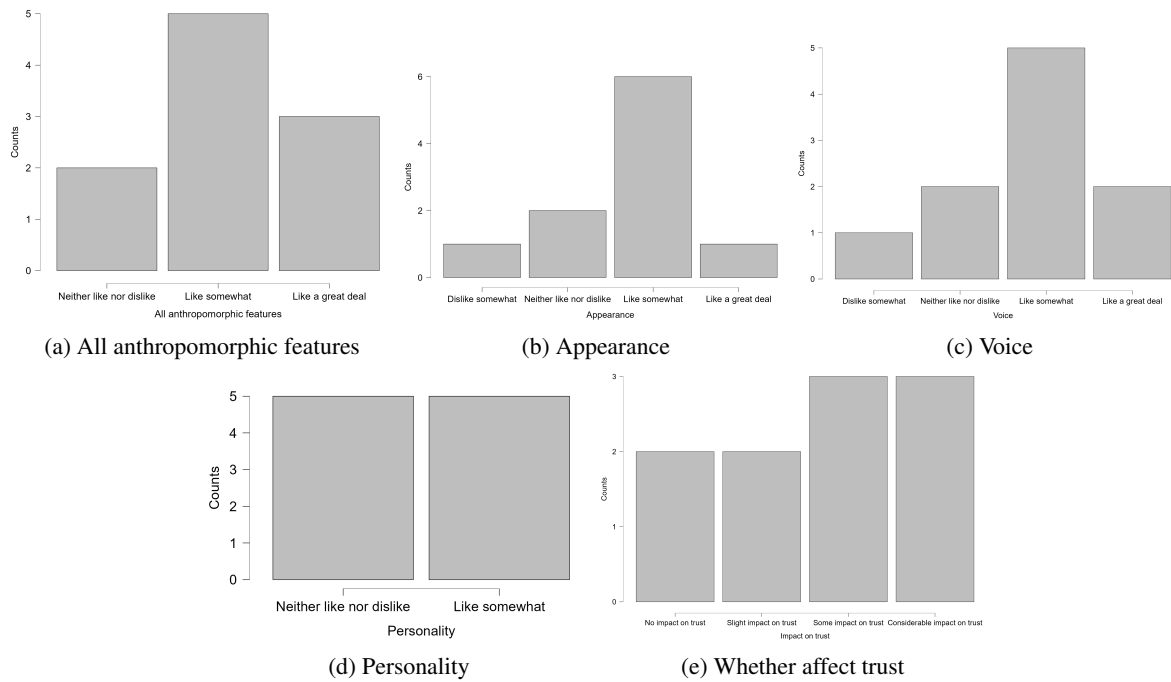 5
4
3
2
1
0
Counts
Neither like nor dislike Like somewhat Like a great deal
All anthropomorphic features
(a) All anthropomorphic features
6
4
2
0
Counts
Dislike somewhat Neither like nor dislike Like somewhat Like a great deal
Appearance
(b) Appearance
5
4
3
2
1
0
Counts
Dislike somewhat Neither like nor dislike Like somewhat Like a great deal
Voice
(c) Voice
5
4
3
2
1
0
Counts
Neither like nor dislike Like somewhat
Personality
(d) Personality
3
2
1
0
Counts
No impact on trust Slight impact on trust Some impact on trust Considerable impact on trust
Impact on trust
(e) Whether affect trust